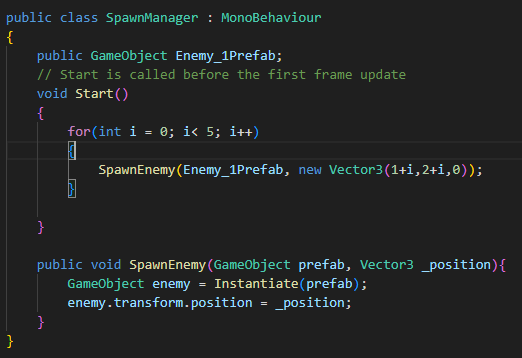 public class SpawnManager : MonoBehaviour
{
    public GameObject Enemy_1Prefab;
    // Start is called before the first frame update
    void Start()
    {
        for(int i = 0; i< 5; i++)
        {
            SpawnEnemy(Enemy_1Prefab, new Vector3(1+i,2+i,0));
        }
    }
    public void SpawnEnemy(GameObject prefab, Vector3 _position){
        GameObject enemy = Instantiate(prefab);
        enemy.transform.position = _position;
    }
}